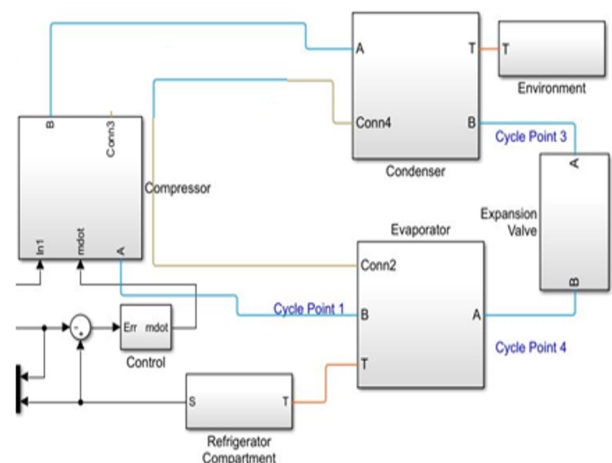 A
T
T
Environment
Conn4
B
Cycle Point 3
Condenser
B
Conn3
Compressor
In1
mdot
A
A
Expansion
Valve
B
Evaporator
Conn2
Cycle Point 1
B
A
Cycle Point 4
T
Err mdot
Control
-
+
S
T
Refrigerator
Compartment